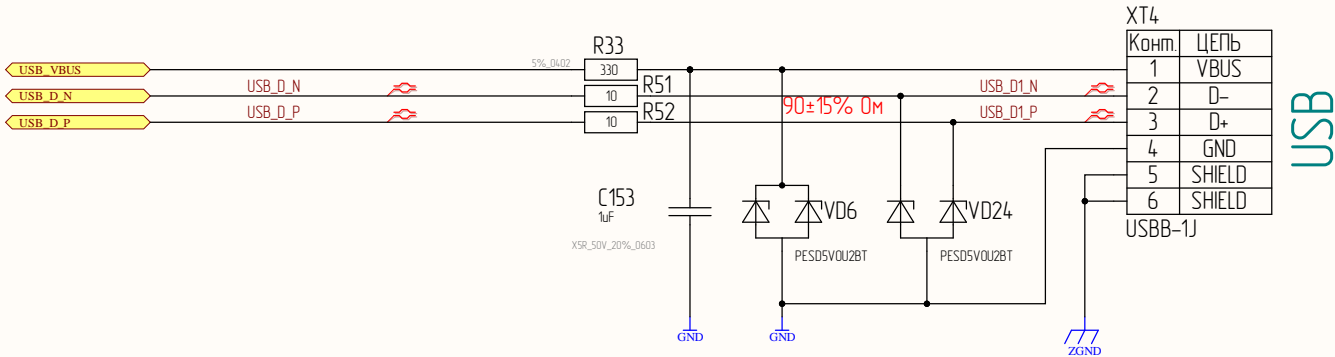 XT4
Конт. ЦЕПЬ
R33
USB_VBUS 5%_0402 330 1 VBUS
USB_D_N USB_D_N 10 R51 USB_D1_N 2 D-
90±15% Ом
USB_D_P USB_D_P 10 R52 USB_D1_P 3 D+
4 GND
5 SHIELD
6 SHIELD
USB
USBB-1J
C153
1uF
X5R_50V_20%_0603
VD6
PESD5V0U2BT
VD24
PESD5V0U2BT
GND
GND
ZGND